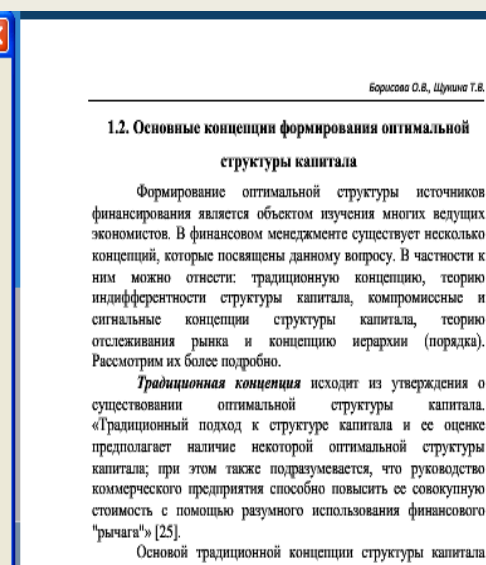 Борисова О.В., Щукина Т.В.
1.2. Основные концепции формирования оптимальной
структуры капитала
Формирование оптимальной структуры источников
финансирования является объектом изучения многих ведущих
экономистов. В финансовом менеджменте существует несколько
концепций, которые посвящены данному вопросу. В частности к
ним можно отнести: традиционную концепцию, теорию
индифферентности структуры капитала, компромиссные и
сигнальные концепции структуры капитала, теорию
отслеживания рынка и концепцию иерархии (порядка).
Рассмотрим их более подробно.
Традиционная концепция исходит из утверждения о
существовании оптимальной структуры капитала.
«Традиционный подход к структуре капитала и ее оценке
предполагает наличие некоторой оптимальной структуры
капитала; при этом также подразумевается, что руководство
коммерческого предприятия способно повысить ее совокупную
стоимость с помощью разумного использования финансового
"рычага"» [25].
Основой традиционной концепции структуры капитала